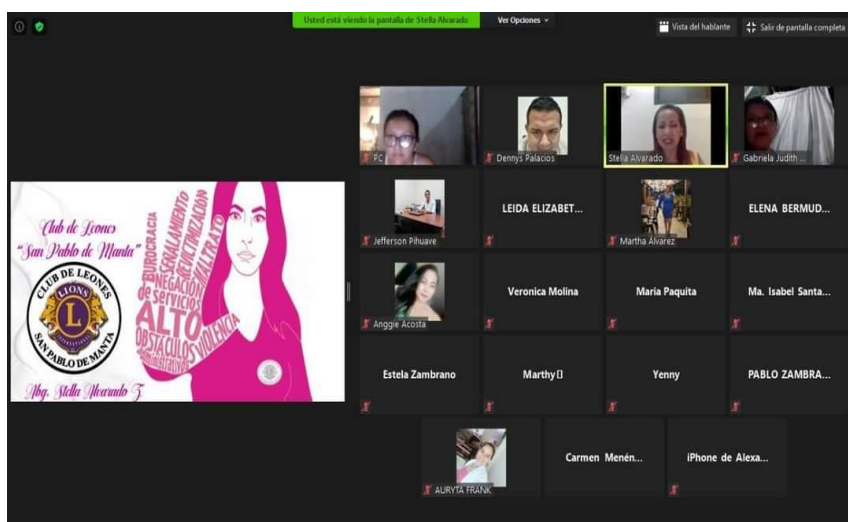 Usted está viendo la pantalla de Stella Alvarado
Ver Opciones
Vista del hablante
Salir de pantalla completa
PC
Dennys Palacios
Stella Alvarado
Gabriela Judith ...
Jefferson Pihuave
LEIDA ELIZABET...
Martha Alvarez
ELENA BERMUD...
Anggie Acosta
Veronica Molina
Maria Paquita
Ma. Isabel Santa...
Estela Zambrano
Marthy
Yenny
PABLO ZAMBRA...
AURYTA FRANK
Carmen Menén...
iPhone de Alexa...
Club de Leones
"San Pablo de Manta"
CLUB DE LEONES
LIONS
L
INTERNATIONAL
SAN PABLO DE MANTA
Abg. Stella Alvarado Z
BUROCRACIA
SEÑALAMIENTO
REVICTIMIZACIÓN
MALTRATO
NEGACIÓN
de servicios
ALTO
OBSTÁCULOS
VIOLENCIA